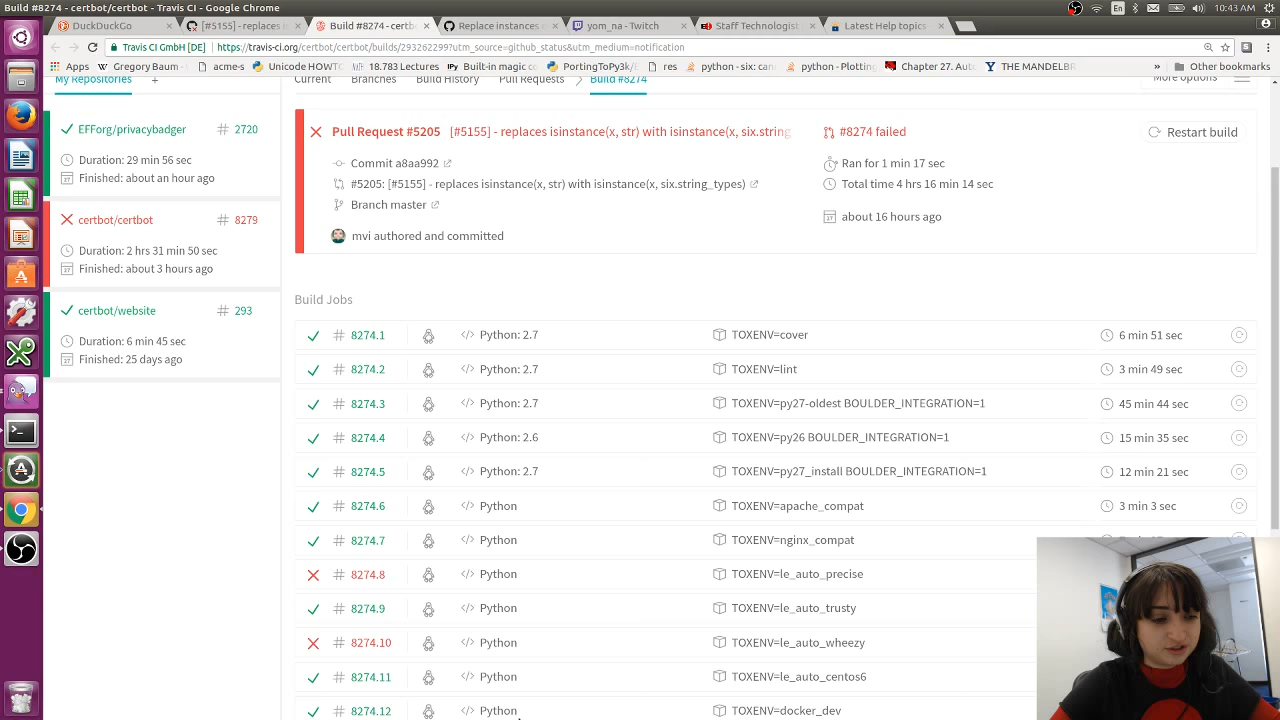 Build #8274 - certbot/certbot - Travis CI - Google Chrome
En
10:43 AM
DuckDuckGo
[#5155] - replaces is
Build #8274 - certb
Replace instances o
yom_na - Twitch
Staff Technologist
Latest Help topics
Travis CI GmbH [DE]
https://travis-ci.org/certbot/certbot/builds/293262299?utm_source=github_status&utm_medium=notification
Apps
Gregory Baum -
acme-s
Unicode HOWTO
18.783 Lectures
Built-in magic
PortingToPy3k/
res
python - six: can
python - Plotting
Chapter 27. Auto
THE MANDELBR
»
Other bookmarks
My Repositories
+
Current
Branches
Build History
Pull Requests
Build #8274
More options
EFForg/privacybadger
# 2720
Duration: 29 min 56 sec
Finished: about an hour ago
certbot/certbot
# 8279
Duration: 2 hrs 31 min 50 sec
Finished: about 3 hours ago
certbot/website
# 293
Duration: 6 min 45 sec
Finished: 25 days ago
Pull Request #5205 [#5155] - replaces isinstance(x, str) with isinstance(x, six.string
#8274 failed
Restart build
Commit a8aa992
Ran for 1 min 17 sec
#5205: [#5155] - replaces isinstance(x, str) with isinstance(x, six.string_types)
Total time 4 hrs 16 min 14 sec
Branch master
about 16 hours ago
mvi authored and committed
Build Jobs
# 8274.1 </> Python: 2.7 TOXENV=cover 6 min 51 sec
# 8274.2 </> Python: 2.7 TOXENV=lint 3 min 49 sec
# 8274.3 </> Python: 2.7 TOXENV=py27-oldest BOULDER_INTEGRATION=1 45 min 44 sec
# 8274.4 </> Python: 2.6 TOXENV=py26 BOULDER_INTEGRATION=1 15 min 35 sec
# 8274.5 </> Python: 2.7 TOXENV=py27_install BOULDER_INTEGRATION=1 12 min 21 sec
# 8274.6 </> Python TOXENV=apache_compat 3 min 3 sec
# 8274.7 </> Python TOXENV=nginx_compat
# 8274.8 </> Python TOXENV=le_auto_precise
# 8274.9 </> Python TOXENV=le_auto_trusty
# 8274.10 </> Python TOXENV=le_auto_wheezy
# 8274.11 </> Python TOXENV=le_auto_centos6
# 8274.12 </> Python TOXENV=docker_dev